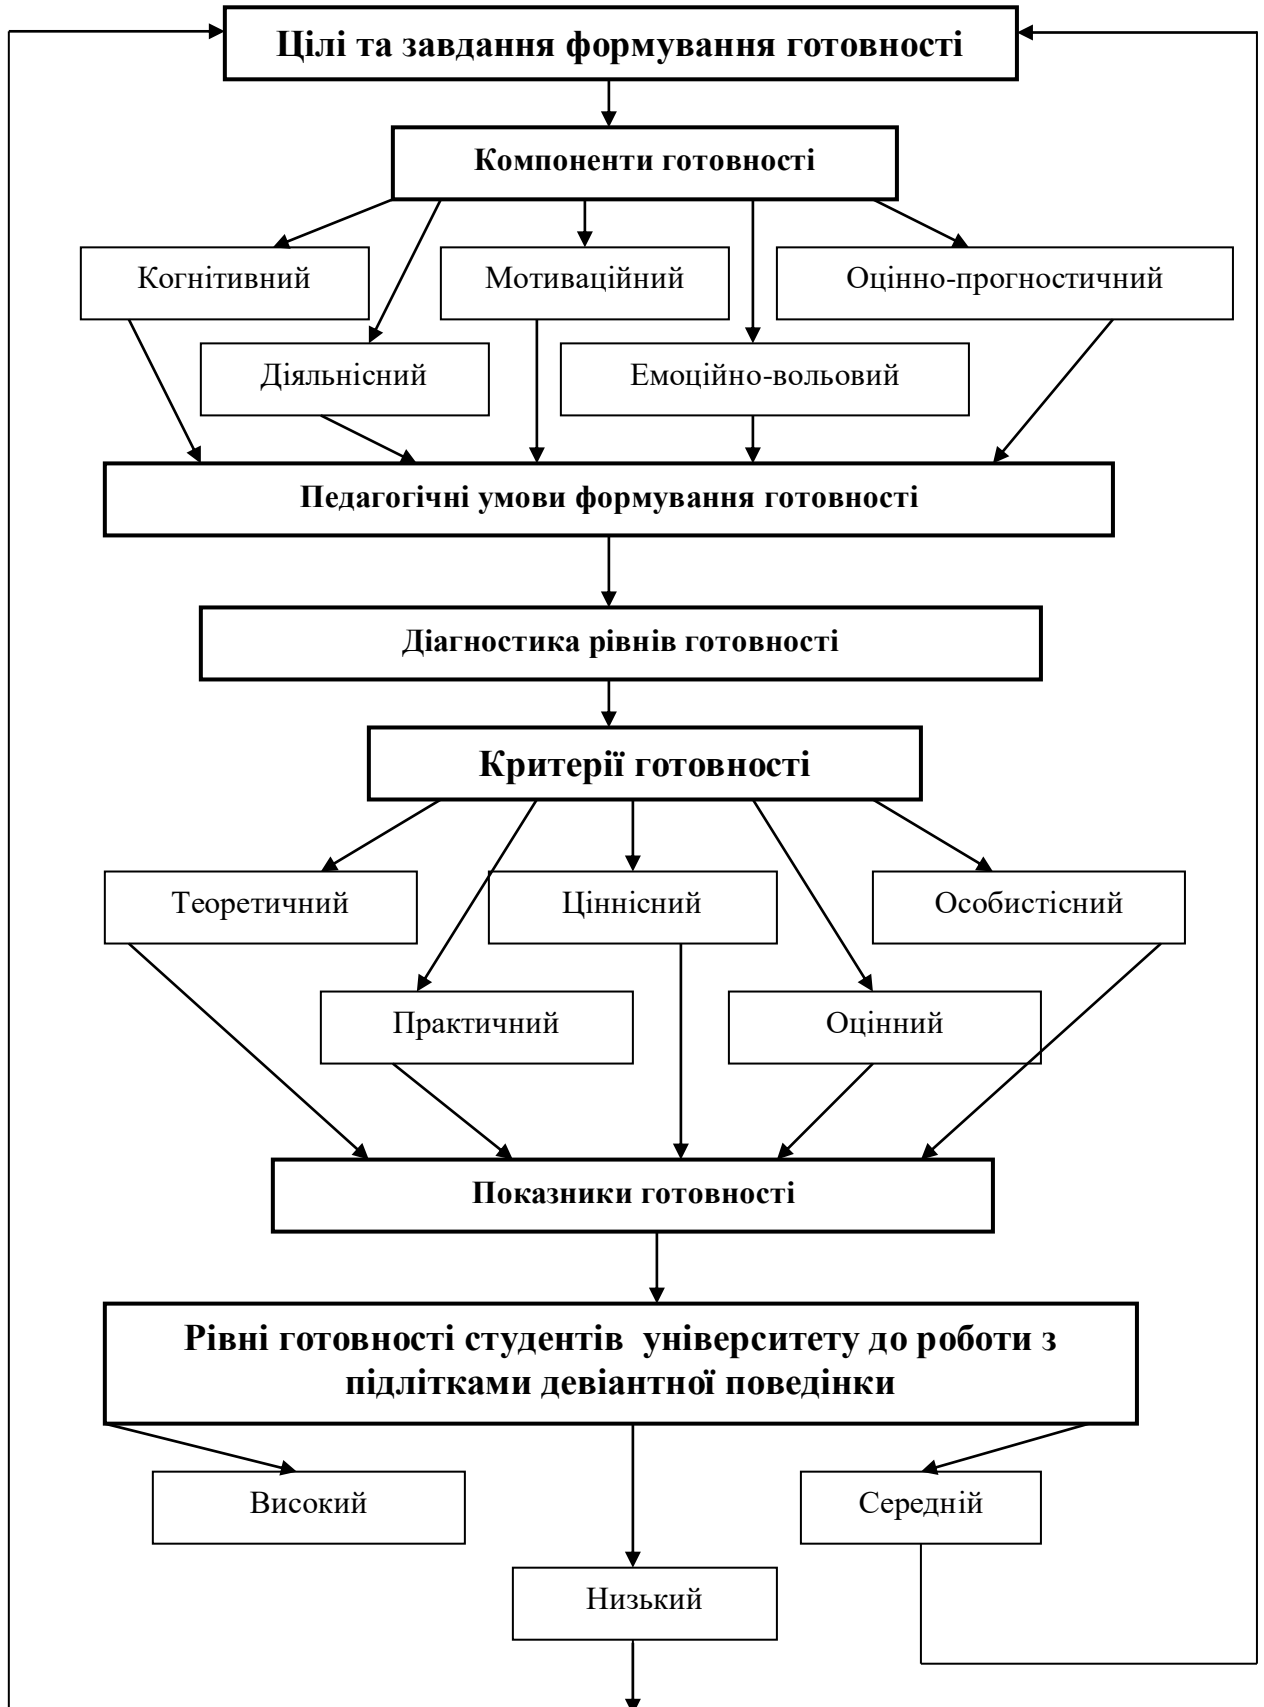 Цілі та завдання формування готовності
Компоненти готовності
Когнітивний
Мотиваційний
Оцінно-прогностичний
Діяльнісний
Емоційно-вольовий
Педагогічні умови формування готовності
Діагностика рівнів готовності
Критерії готовності
Теоретичний
Ціннісний
Особистісний
Практичний
Оцінний
Показники готовності
Рівні готовності студентів університету до роботи з
підлітками девіантної поведінки
Високий
Середній
Низький